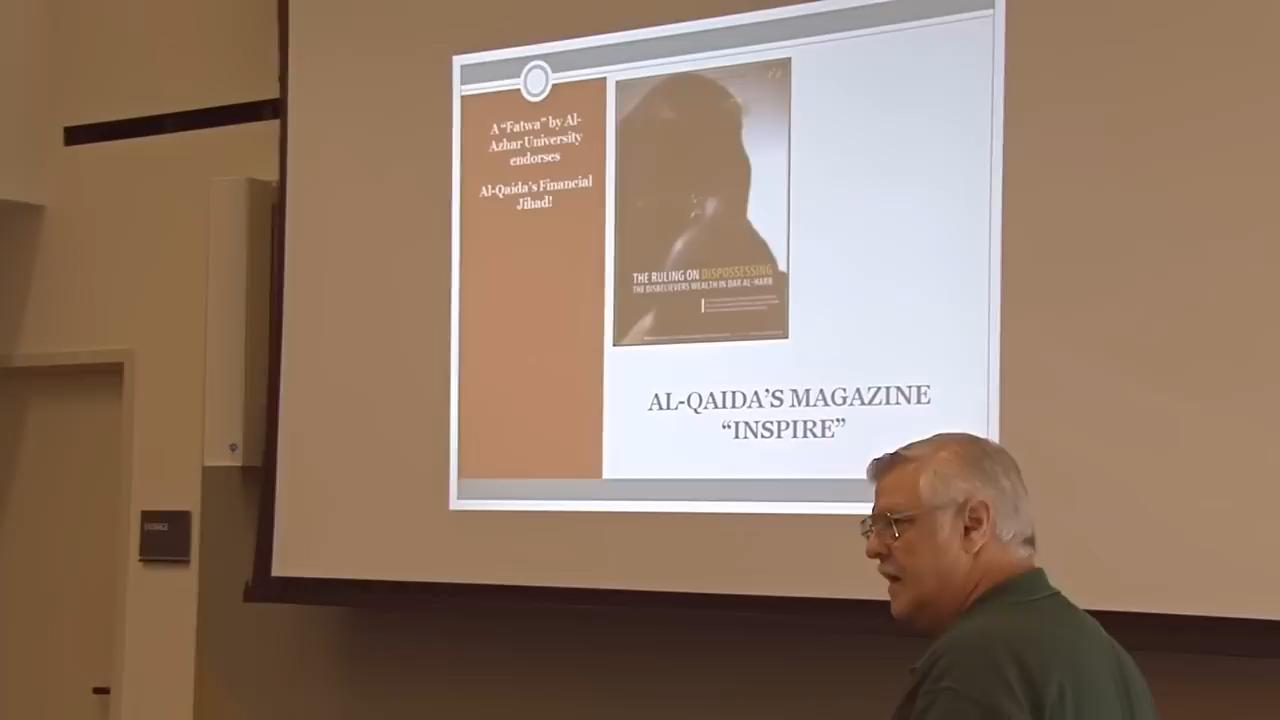 A "Fatwa" by Al-
Azhar University
endorses
Al-Qaida's Financial
Jihad!
THE RULING ON DISPOSSESSING
THE DISBELIEVERS WEALTH IN DAR AL-HARB
AL-QAIDA'S MAGAZINE
"INSPIRE"